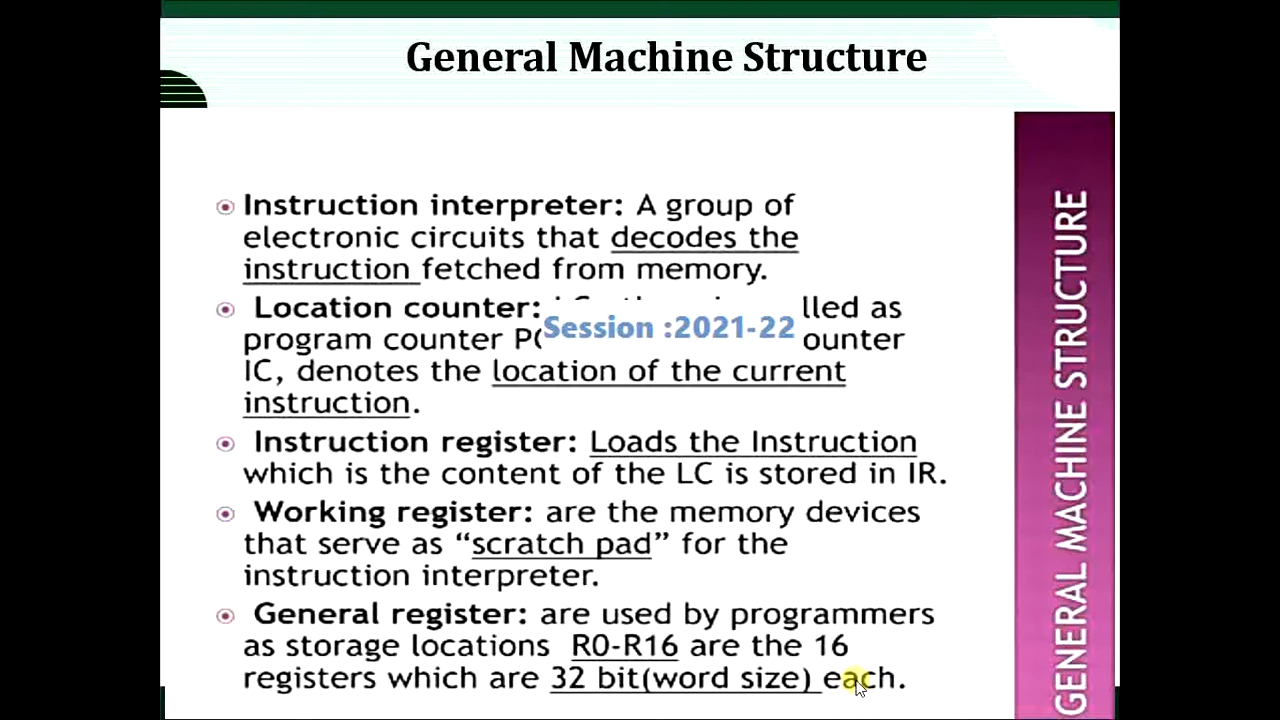 General Machine Structure
Instruction interpreter: A group of
electronic circuits that decodes the
instruction fetched from memory.
Location counter: lled as
program counter PC ounter
Session :2021-22
IC, denotes the location of the current
instruction.
Instruction register: Loads the Instruction
which is the content of the LC is stored in IR.
Working register: are the memory devices
that serve as “scratch pad” for the
instruction interpreter.
General register: are used by programmers
as storage locations R0-R16 are the 16
registers which are 32 bit(word size) each.
GENERAL MACHINE STRUCTURE